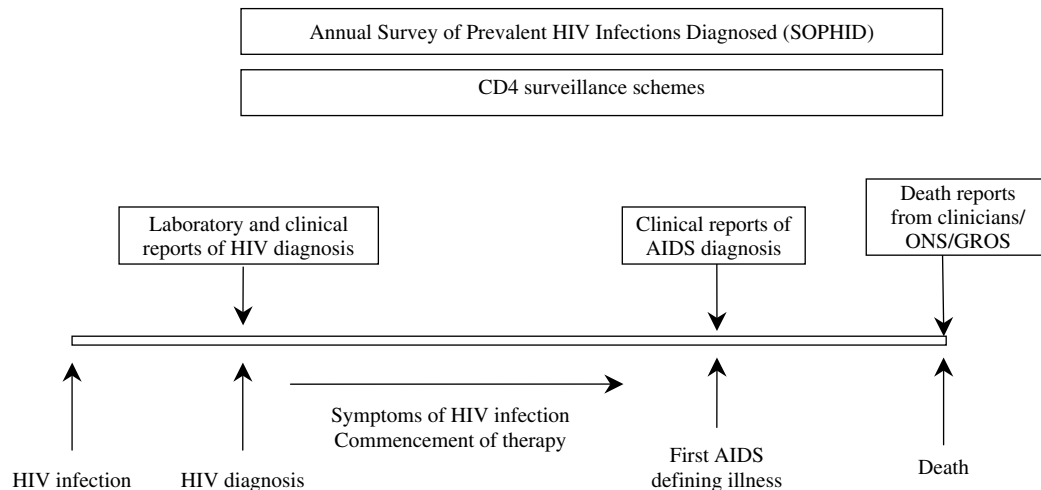 Annual Survey of Prevalent HIV Infections Diagnosed (SOPHID)
CD4 surveillance schemes
Laboratory and clinical
reports of HIV diagnosis
Clinical reports of
AIDS diagnosis
Death reports
from clinicians/
ONS/GROS
Symptoms of HIV infection
Commencement of therapy
HIV infection
HIV diagnosis
First AIDS
defining illness
Death